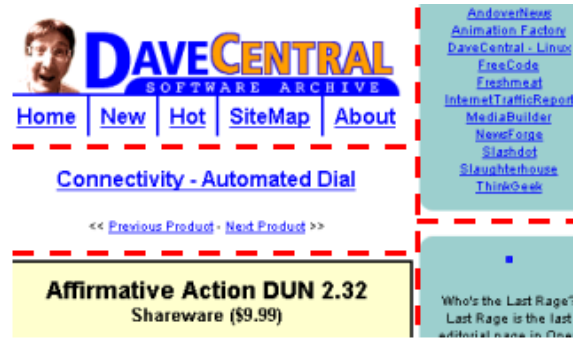 DAVECENTRAL
SOFTWARE ARCHIVE
Home New Hot SiteMap About
Connectivity - Automated Dial
<< Previous Product - Next Product >>
Affirmative Action DUN 2.32
Shareware ($9.99)
AndoverNews
Animation Factory
DaveCentral - Linux
FreeCode
Freshmeat
InternetTrafficReport
MediaBuilder
NewsForge
Slashdot
Slaughterhouse
ThinkGeek
Who's the Last Rage?
Last Rage is the last
editorial page in Open